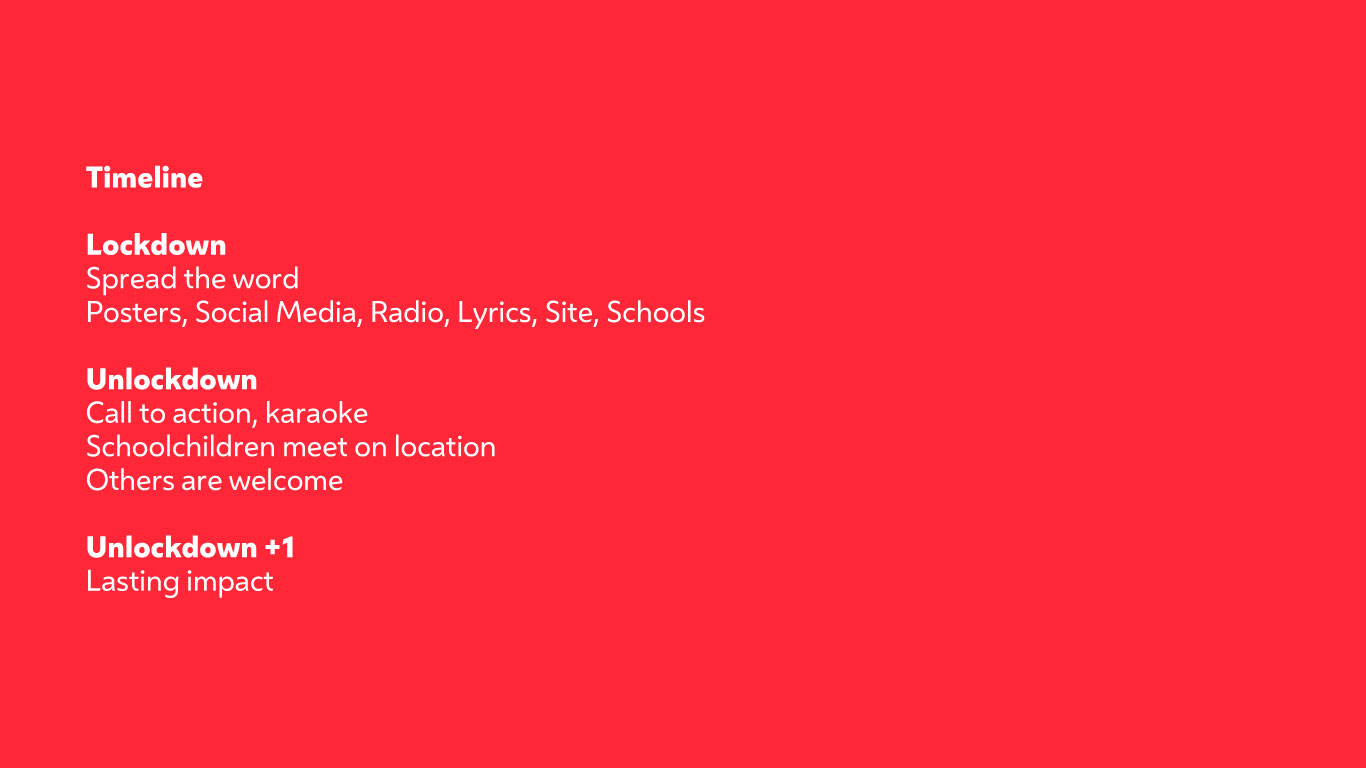 Timeline
Lockdown
Spread the word
Posters, Social Media, Radio, Lyrics, Site, Schools
Unlockdown
Call to action, karaoke
Schoolchildren meet on location
Others are welcome
Unlockdown +1
Lasting impact